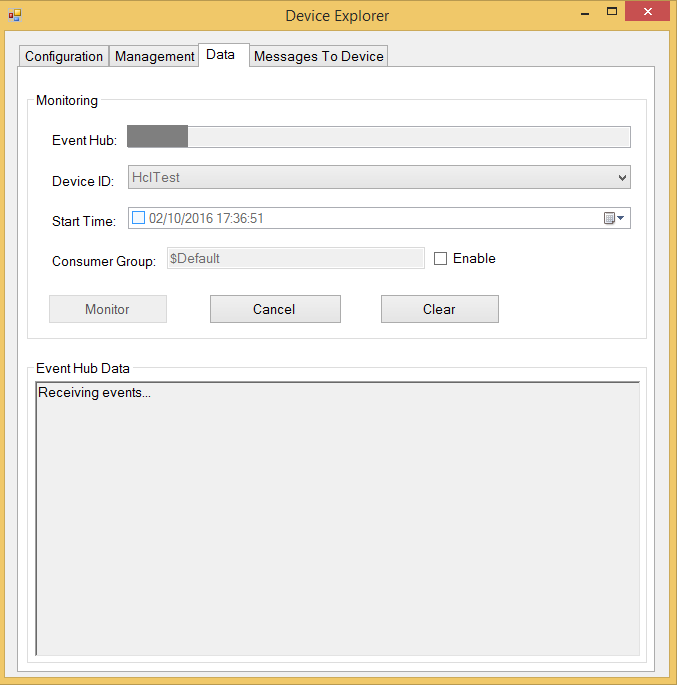 Device Explorer
Configuration Management Data Messages To Device
Monitoring
Event Hub:
Device ID: HclTest
Start Time: 02/10/2016 17:36:51
Consumer Group: $Default Enable
Monitor Cancel Clear
Event Hub Data
Receiving events...